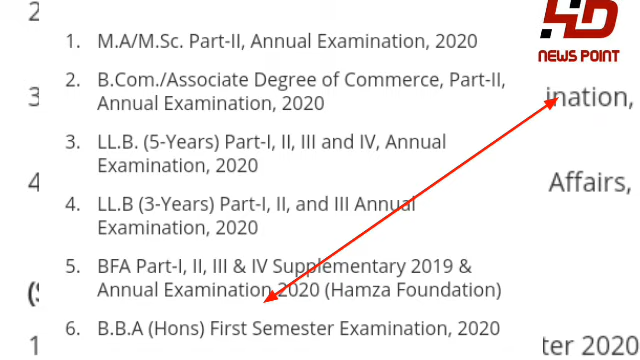 2
1. M.A/M.Sc. Part-II, Annual Examination, 2020
2. B.Com./Associate Degree of Commerce, Part-II,
Annual Examination, 2020
3. LL.B. (5-Years) Part-I, II, III and IV, Annual
Examination, 2020
4. LL.B (3-Years) Part-I, II, and III Annual
Examination, 2020
5. BFA Part-I, II, III & IV Supplementary 2019 &
Annual Examination 2020 (Hamza Foundation)
6. B.B.A (Hons) First Semester Examination, 2020
4D
NEWS POINT
3
ination,
4
Affairs,
(S
1
ter 2020